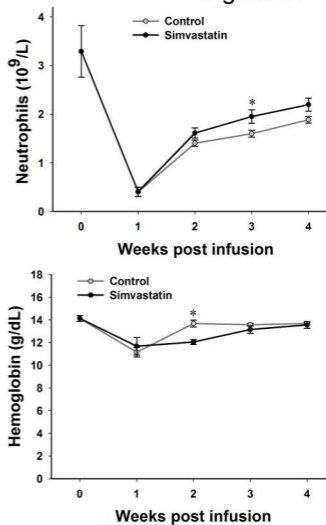 Control
Simvastatin
*
Neutrophils (10⁹/L)
4
3
2
1
0
0 1 2 3 4
Weeks post infusion
Control
Simvastatin
*
Hemoglobin (g/dL)
18
16
14
12
10
8
6
4
2
0
0 1 2 3 4
Weeks post infusion